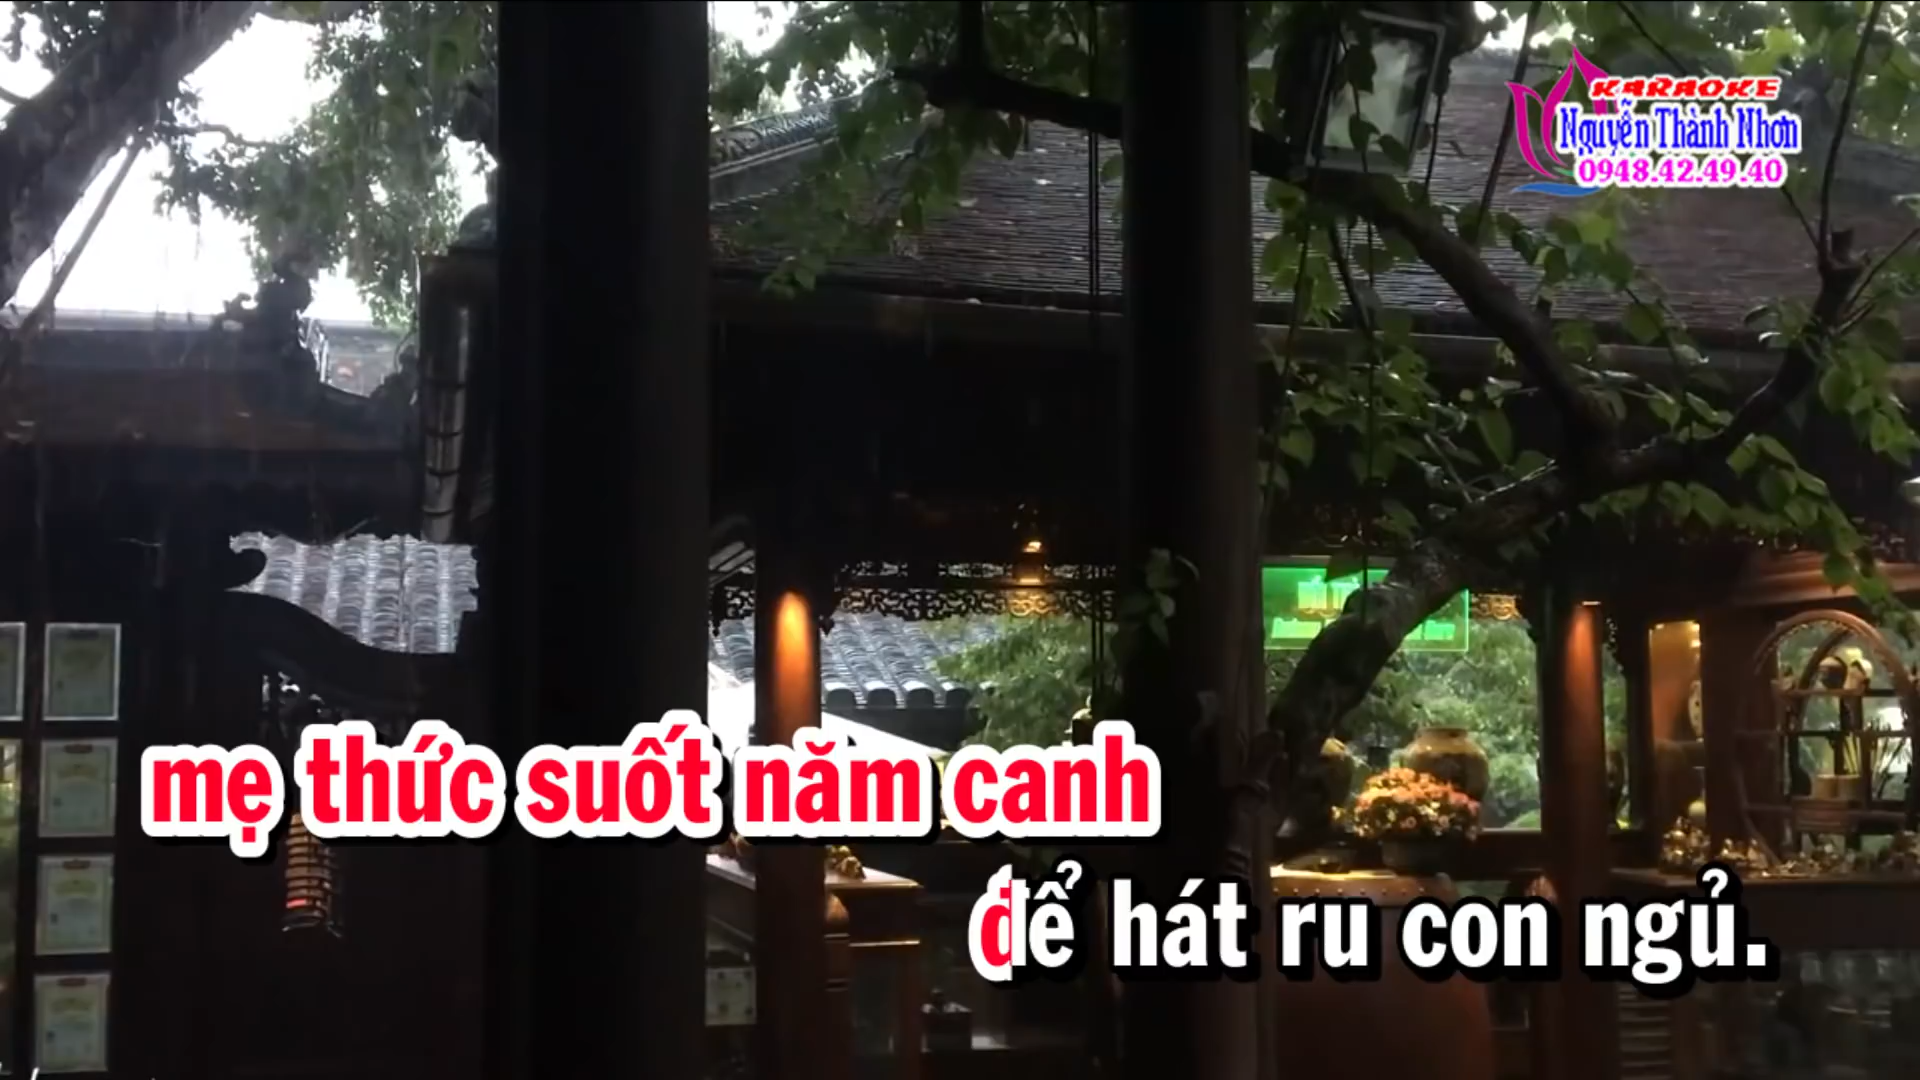 KARAOKE
Nguyễn Thành Nhơn
0948.42.49.40
mẹ thức suốt năm canh
để hát ru con ngủ.